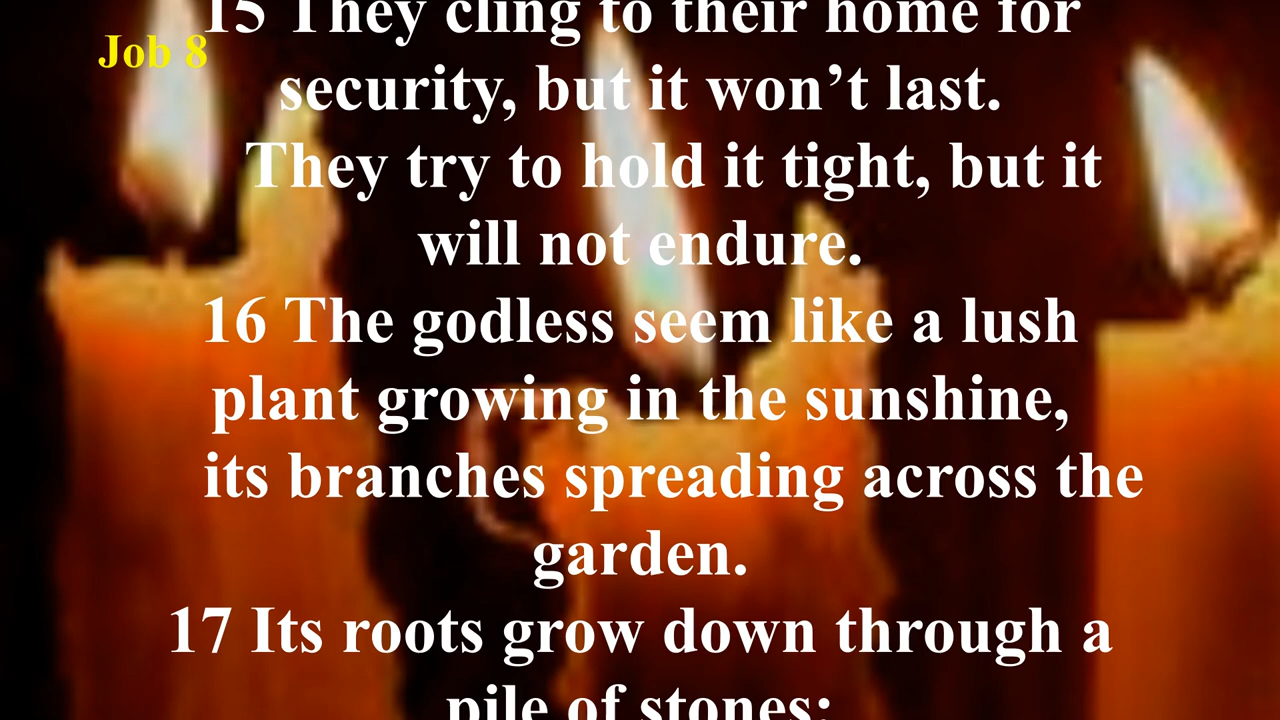 15 They cling to their home for
Job 8
security, but it won’t last.
They try to hold it tight, but it
will not endure.
16 The godless seem like a lush
plant growing in the sunshine,
its branches spreading across the
garden.
17 Its roots grow down through a
pile of stones;